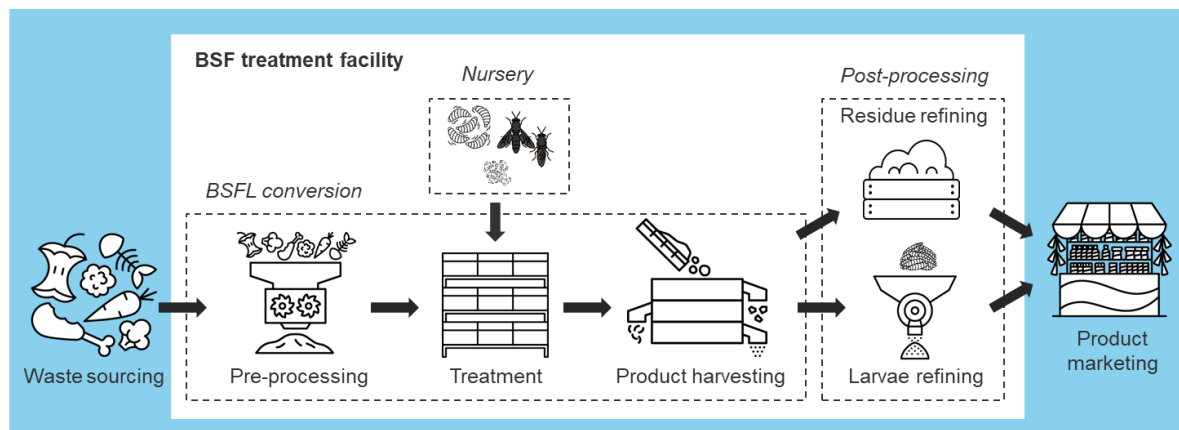 BSF treatment facility
Nursery
Post-processing
Residue refining
BSFL conversion
Waste sourcing
Pre-processing
Treatment
Product harvesting
Larvae refining
Product
marketing